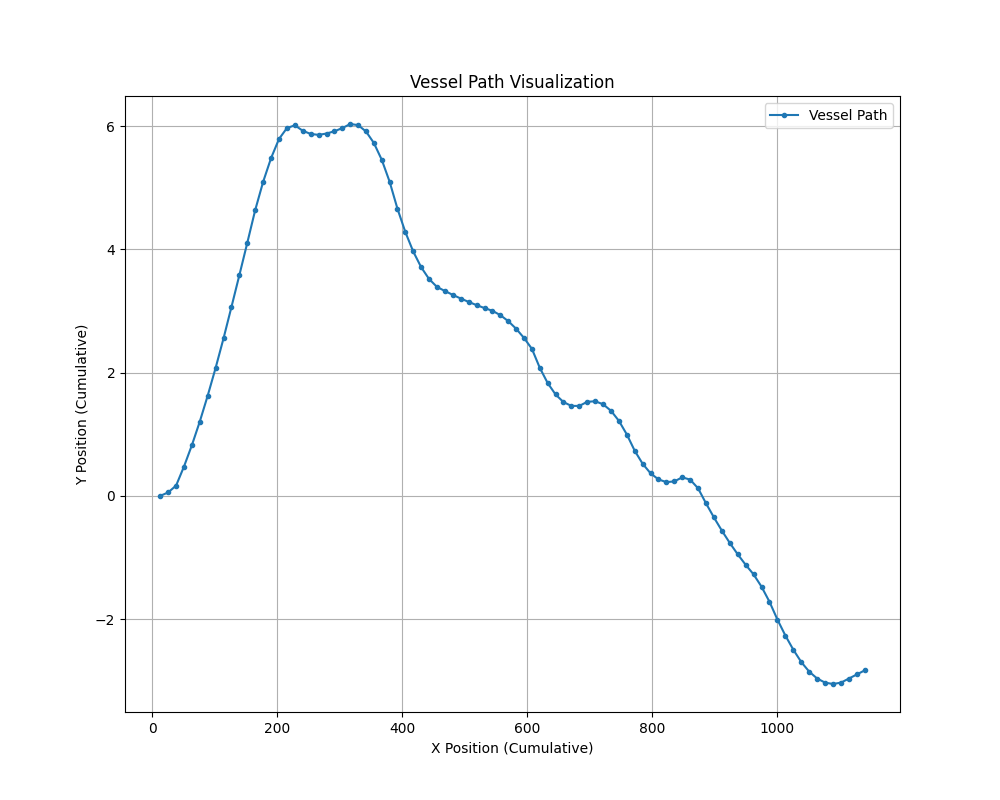 Vessel Path Visualization
Vessel Path
6
4
2
0
−2
Y Position (Cumulative)
0 200 400 600 800 1000
X Position (Cumulative)